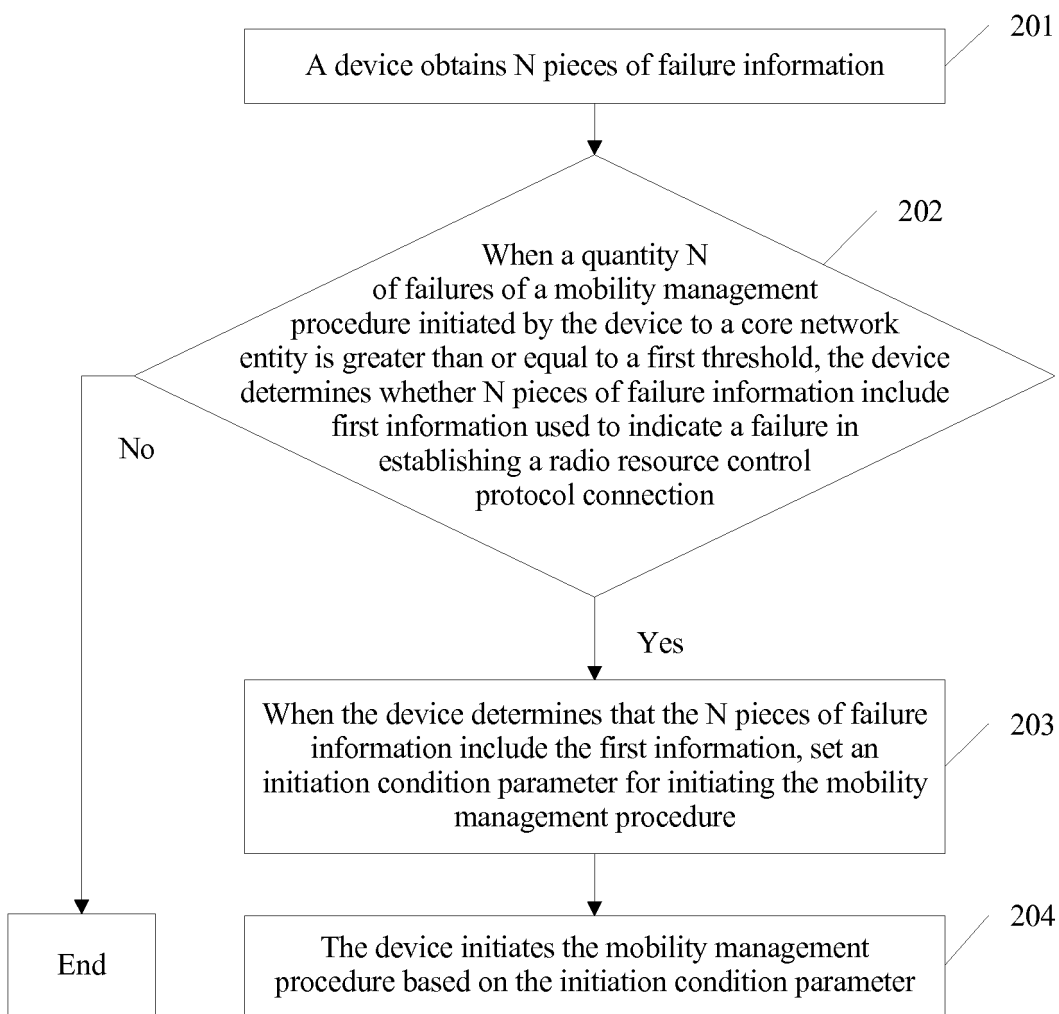 201
A device obtains N pieces of failure information
202
When a quantity N
of failures of a mobility management
procedure initiated by the device to a core network
entity is greater than or equal to a first threshold, the device
determines whether N pieces of failure information include
first information used to indicate a failure in
establishing a radio resource control
protocol connection
No
Yes
203
When the device determines that the N pieces of failure
information include the first information, set an
initiation condition parameter for initiating the mobility
management procedure
204
The device initiates the mobility management
procedure based on the initiation condition parameter
End